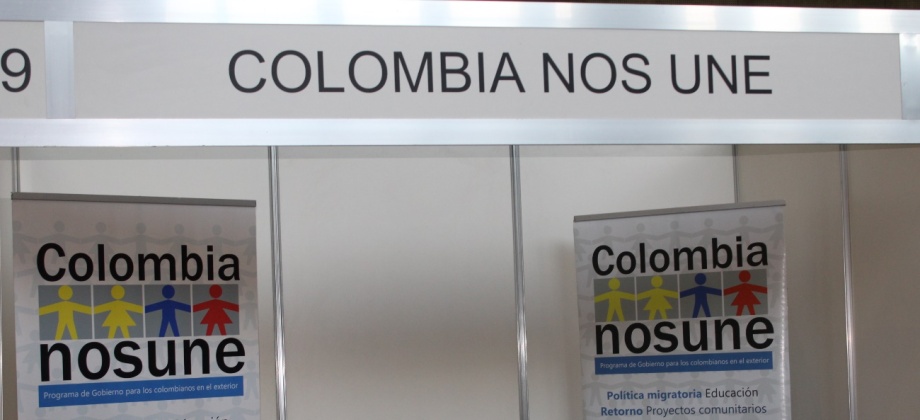 9
COLOMBIA NOS UNE
Colombia
nosune
Programa de Gobierno para los colombianos en el exterior
Colombia
nosune
Programa de Gobierno para los colombianos en el exterior
Política migratoria Educación
Retorno Proyectos comunitarios